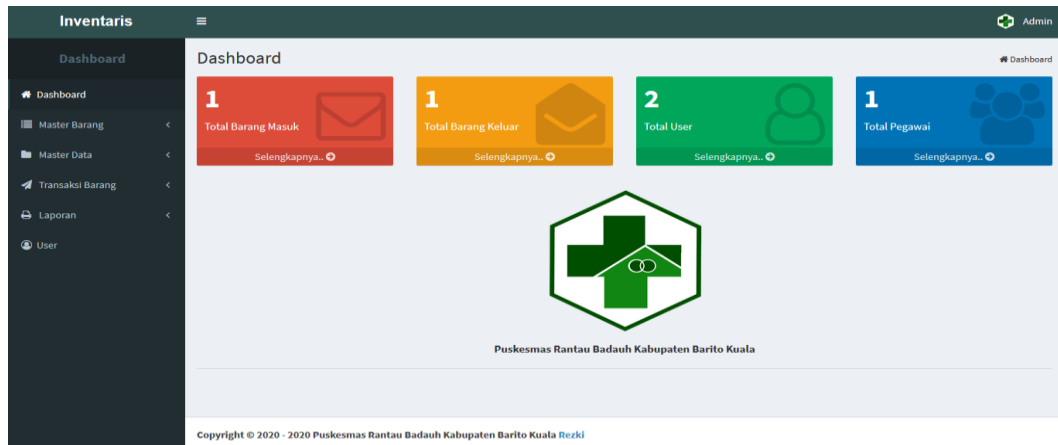 Inventaris
Admin
Dashboard
Dashboard
Master Barang
Master Data
Transaksi Barang
Laporan
User
Dashboard
Dashboard
1
Total Barang Masuk
Selengkapnya..
1
Total Barang Keluar
Selengkapnya..
2
Total User
Selengkapnya..
1
Total Pegawai
Selengkapnya..
Puskesmas Rantau Badauh Kabupaten Barito Kuala
Copyright © 2020 - 2020 Puskesmas Rantau Badauh Kabupaten Barito Kuala Rezki